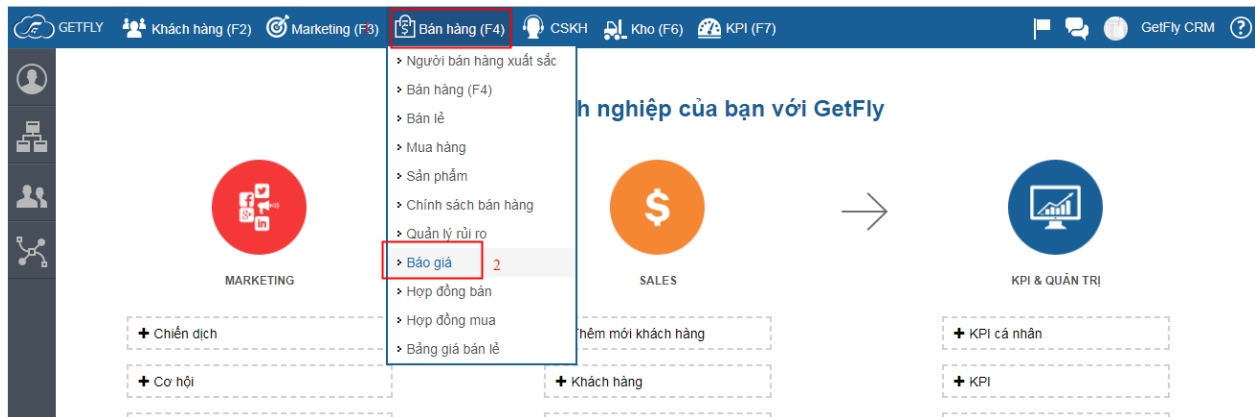 GETFLY Khách hàng (F2) Marketing (F3) Bán hàng (F4) CSKH Kho (F6) KPI (F7) GetFly CRM
Người bán hàng xuất sắc
Bán hàng (F4)
h nghiệp của bạn với GetFly
Bán lẻ
Mua hàng
Sản phẩm
Chính sách bán hàng
Quản lý rủi ro
Báo giá 2
MARKETING SALES KPI & QUẢN TRỊ
Hợp đồng bán
Hợp đồng mua
Chiến dịch Thêm mới khách hàng KPI cá nhân
Bảng giá bán lẻ
Cơ hội Khách hàng KPI